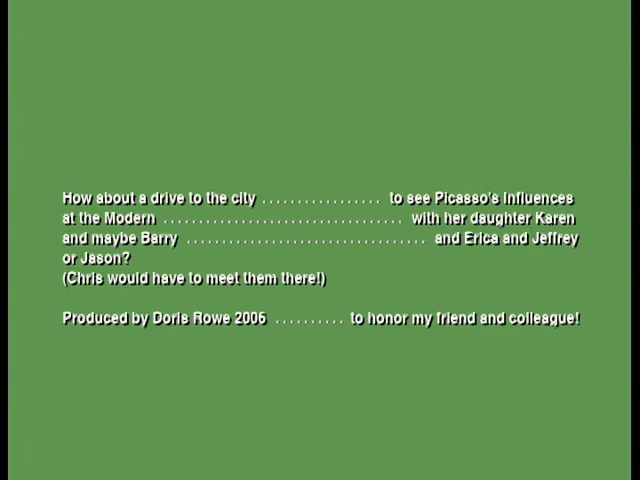 How about a drive to the city ................. to see Picasso's Influences
at the Modern .................................. with her daughter Karen
and maybe Barry .................................. and Erica and Jeffrey
or Jason?
(Chris would have to meet them there!)
Produced by Doris Rowe 2006 .......... to honor my friend and colleague!